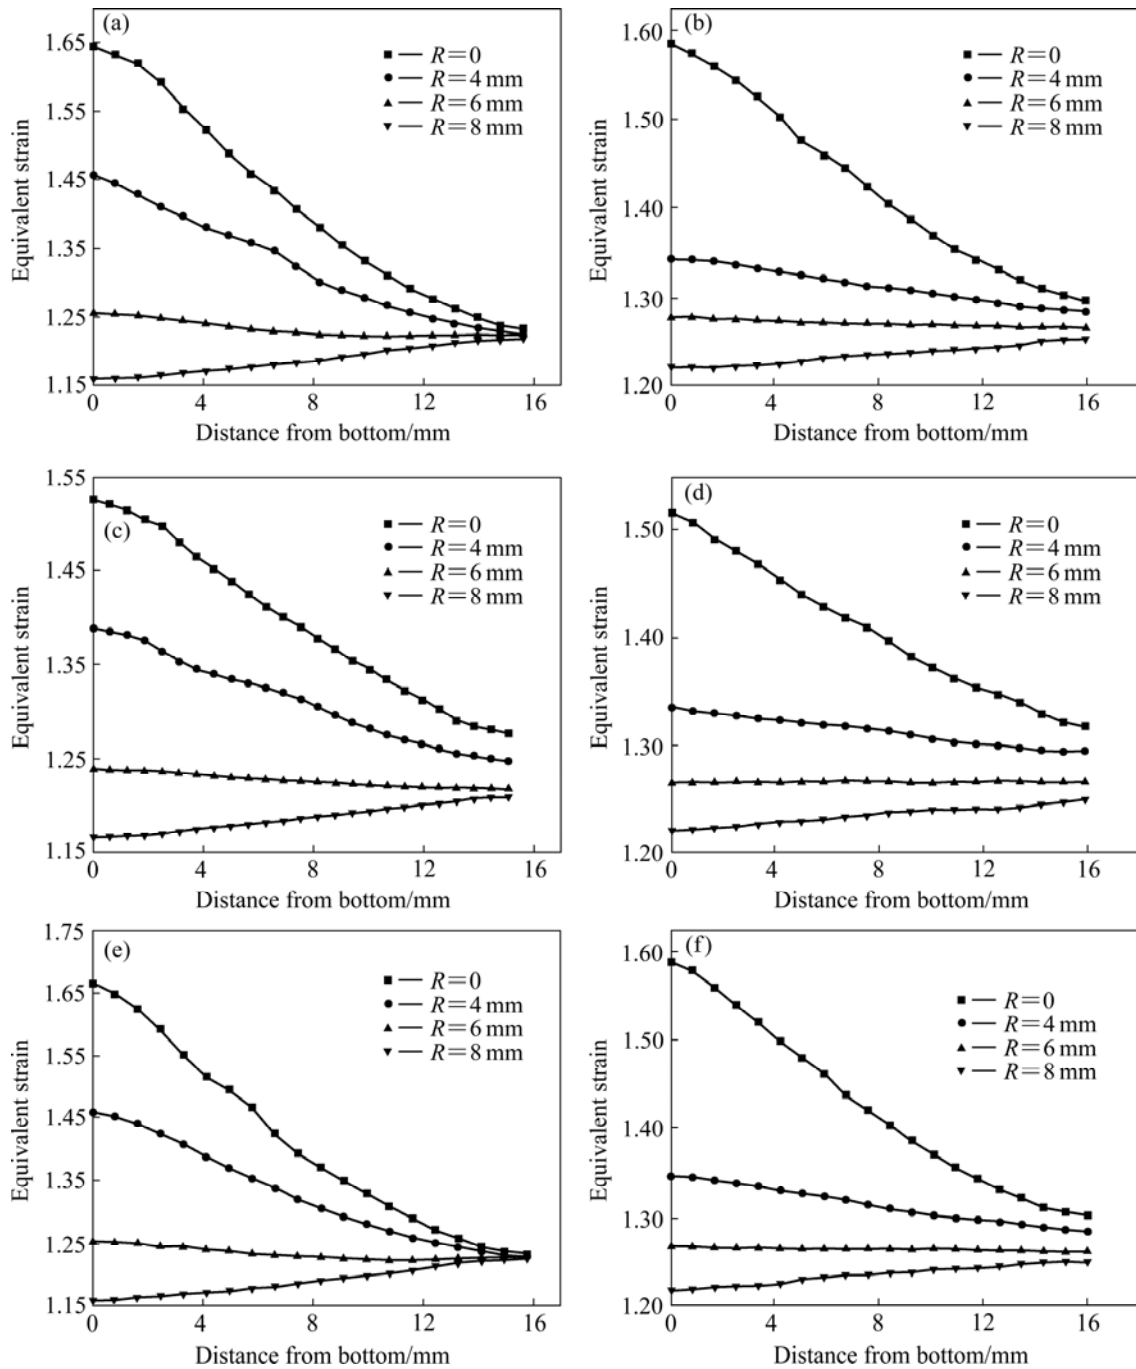 (a)
1.65
1.55
1.45
1.35
1.25
1.15
Equivalent strain
R=0
R=4 mm
R=6 mm
R=8 mm
0 4 8 12 16
Distance from bottom/mm
(b)
1.60
1.50
1.40
1.30
1.20
Equivalent strain
R=0
R=4 mm
R=6 mm
R=8 mm
0 4 8 12 16
Distance from bottom/mm
(c)
1.55
1.45
1.35
1.25
1.15
Equivalent strain
R=0
R=4 mm
R=6 mm
R=8 mm
0 4 8 12 16
Distance from bottom/mm
(d)
1.50
1.40
1.30
1.20
Equivalent strain
R=0
R=4 mm
R=6 mm
R=8 mm
0 4 8 12 16
Distance from bottom/mm
(e)
1.75
1.65
1.55
1.45
1.35
1.25
1.15
Equivalent strain
R=0
R=4 mm
R=6 mm
R=8 mm
0 4 8 12 16
Distance from bottom/mm
(f)
1.60
1.50
1.40
1.30
1.20
Equivalent strain
R=0
R=4 mm
R=6 mm
R=8 mm
0 4 8 12 16
Distance from bottom/mm